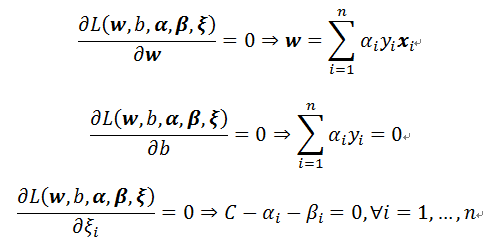 ∂L(w,b,α,β,ξ)/∂w = 0 ⇒ w = ∑_{i=1}^{n} α_i y_i x_i↵
∂L(w,b,α,β,ξ)/∂b = 0 ⇒ ∑_{i=1}^{n} α_i y_i = 0↵
∂L(w,b,α,β,ξ)/∂ξ_i = 0 ⇒ C − α_i − β_i = 0,∀i = 1, …, n